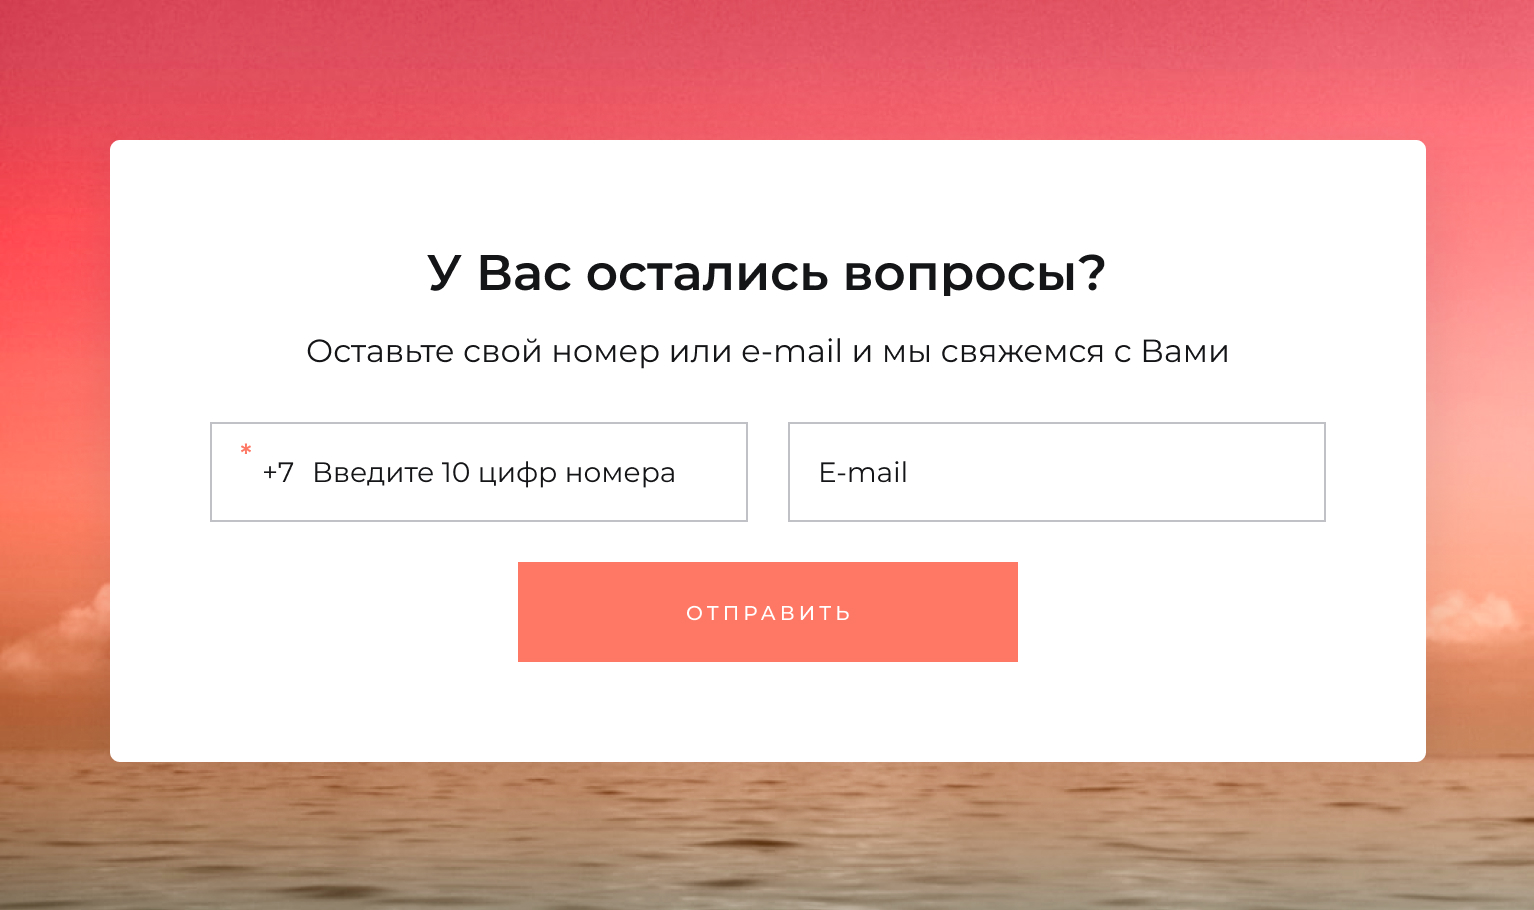 У Вас остались вопросы?
Оставьте свой номер или e-mail и мы свяжемся с Вами
* +7 Введите 10 цифр номера
E-mail
ОТПРАВИТЬ